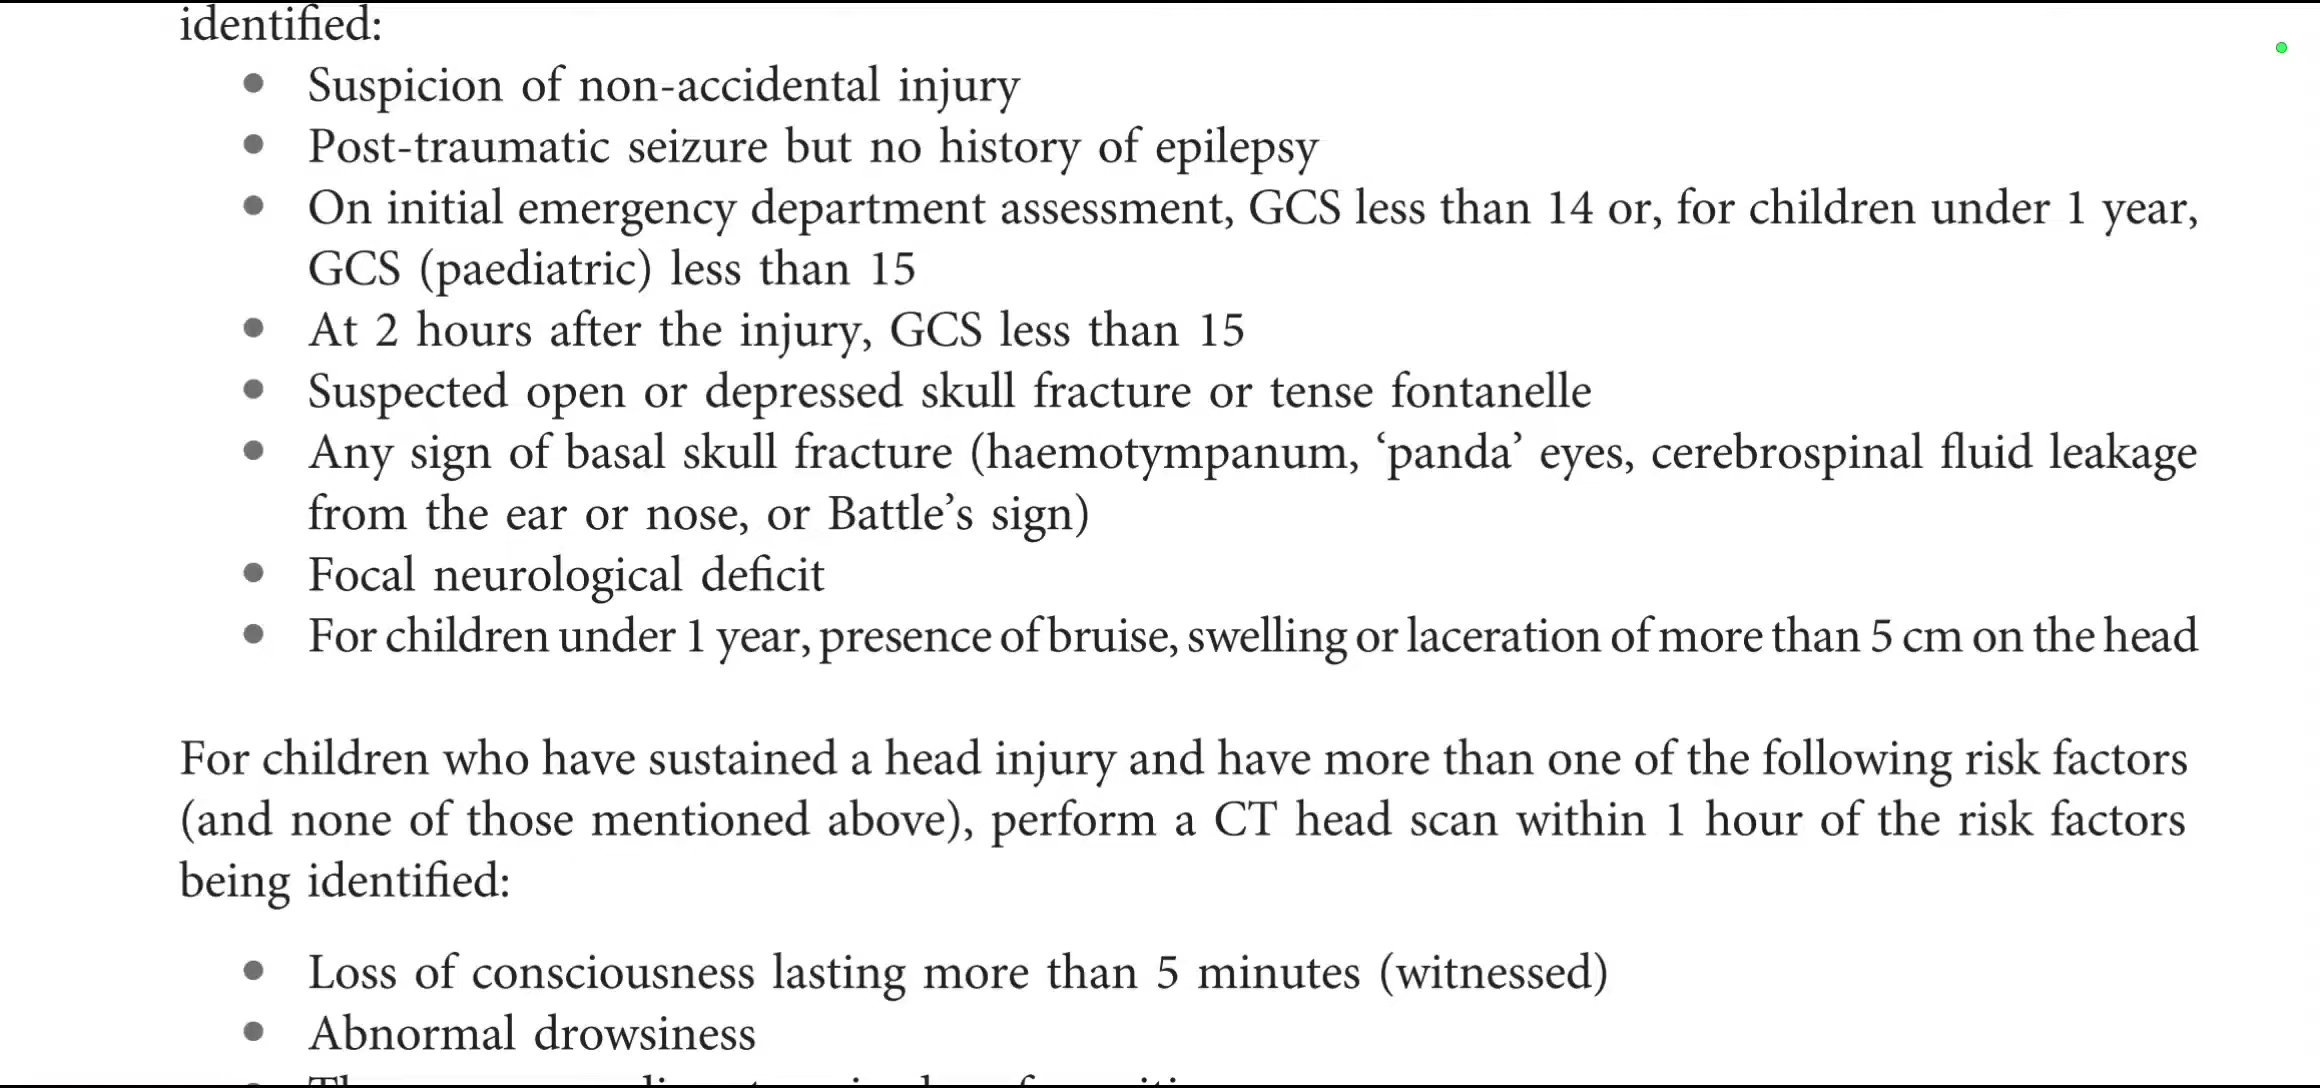 identified:
• Suspicion of non-accidental injury
• Post-traumatic seizure but no history of epilepsy
• On initial emergency department assessment, GCS less than 14 or, for children under 1 year,
GCS (paediatric) less than 15
• At 2 hours after the injury, GCS less than 15
• Suspected open or depressed skull fracture or tense fontanelle
• Any sign of basal skull fracture (haemotympanum, ‘panda’ eyes, cerebrospinal fluid leakage
from the ear or nose, or Battle’s sign)
• Focal neurological deficit
• For children under 1 year, presence of bruise, swelling or laceration of more than 5 cm on the head
For children who have sustained a head injury and have more than one of the following risk factors
(and none of those mentioned above), perform a CT head scan within 1 hour of the risk factors
being identified:
• Loss of consciousness lasting more than 5 minutes (witnessed)
• Abnormal drowsiness